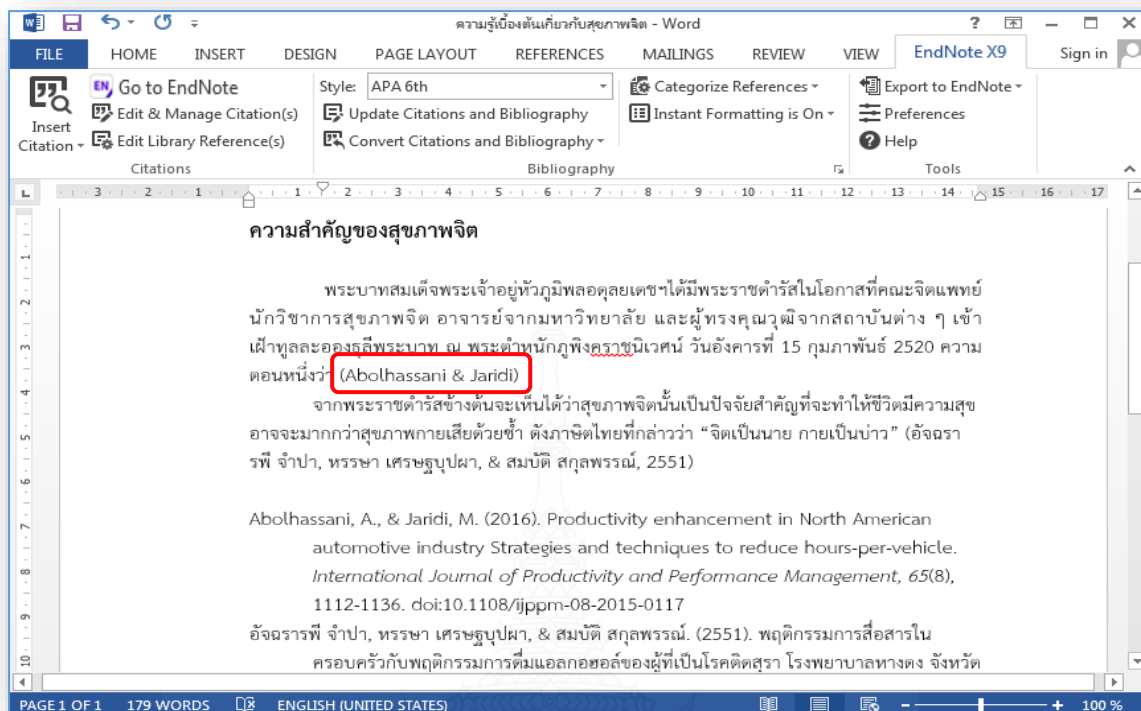 ความรู้เบื้องต้นเกี่ยวกับสุขภาพจิต - Word
FILE HOME INSERT DESIGN PAGE LAYOUT REFERENCES MAILINGS REVIEW VIEW EndNote X9 Sign in
Insert Citation
Go to EndNote
Edit & Manage Citation(s)
Edit Library Reference(s)
Citations
Style: APA 6th
Update Citations and Bibliography
Convert Citations and Bibliography
Categorize References
Instant Formatting is On
Bibliography
Export to EndNote
Preferences
Help
Tools
3 2 1 1 2 3 4 5 6 7 8 9 10 11 12 13 14 15 16 17
1
2
3
4
5
6
7
8
9
10
ความสำคัญของสุขภาพจิต
พระบาทสมเด็จพระเจ้าอยู่หัวภูมิพลอดุลยเดชฯได้มีพระราชดำรัสในโอกาสที่คณะจิตแพทย์
นักวิชาการสุขภาพจิต อาจารย์จากมหาวิทยาลัย และผู้ทรงคุณวุฒิจากสถาบันต่าง ๆ เข้า
เฝ้าทูลละอองธุลีพระบาท ณ พระตำหนักภูพิงคราชนิเวศน์ วันอังคารที่ 15 กุมภาพันธ์ 2520 ความ
ตอนหนึ่งว่า (Abolhassani & Jaridi)
จากพระราชดำรัสข้างต้นจะเห็นได้ว่าสุขภาพจิตนั้นเป็นปัจจัยสำคัญที่จะทำให้ชีวิตมีความสุข
อาจจะมากกว่าสุขภาพกายเสียด้วยซ้ำ ดังภาษิตไทยที่กล่าวว่า “จิตเป็นนาย กายเป็นบ่าว” (อัจฉรา
รพี จำปา, หรรษา เศรษฐบุปผา, & สมบัติ สกุลพรรณ์, 2551)
Abolhassani, A., & Jaridi, M. (2016). Productivity enhancement in North American
automotive industry Strategies and techniques to reduce hours-per-vehicle.
International Journal of Productivity and Performance Management, 65(8),
1112-1136. doi:10.1108/ijppm-08-2015-0117
อัจฉรารพี จำปา, หรรษา เศรษฐบุปผา, & สมบัติ สกุลพรรณ์. (2551). พฤติกรรมการสื่อสารใน
ครอบครัวกับพฤติกรรมการดื่มแอลกอฮอล์ของผู้ที่เป็นโรคติดสุรา โรงพยาบาลหางดง จังหวัด
PAGE 1 OF 1 179 WORDS ENGLISH (UNITED STATES) 100 %